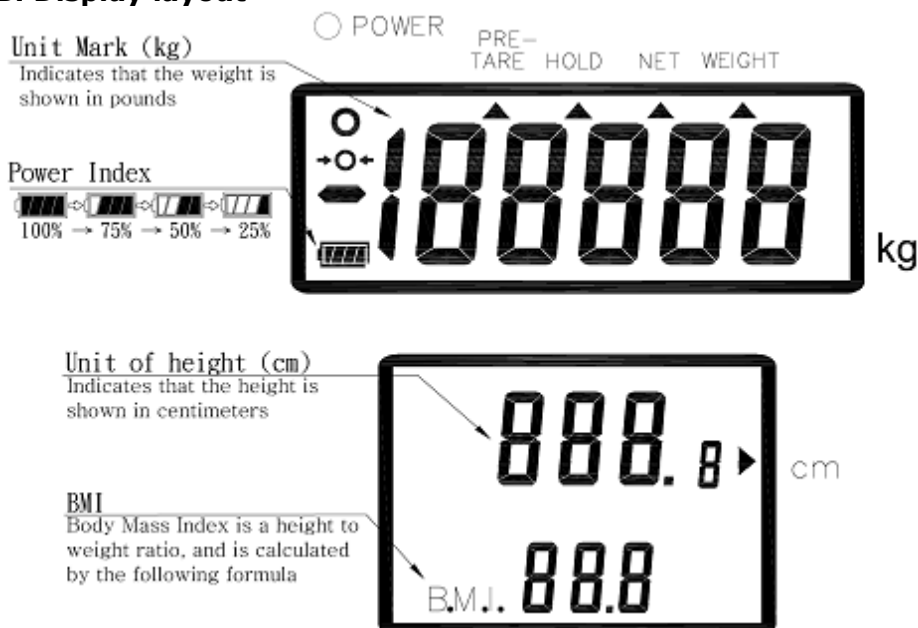 ○ POWER
Unit Mark (kg)
Indicates that the weight is
shown in pounds
PRE-
TARE HOLD NET WEIGHT
Power Index
100% → 75% → 50% → 25%
188888
kg
Unit of height (cm)
Indicates that the height is
shown in centimeters
888.8
cm
BMI
Body Mass Index is a height to
weight ratio, and is calculated
by the following formula
B.M.I. 88.8